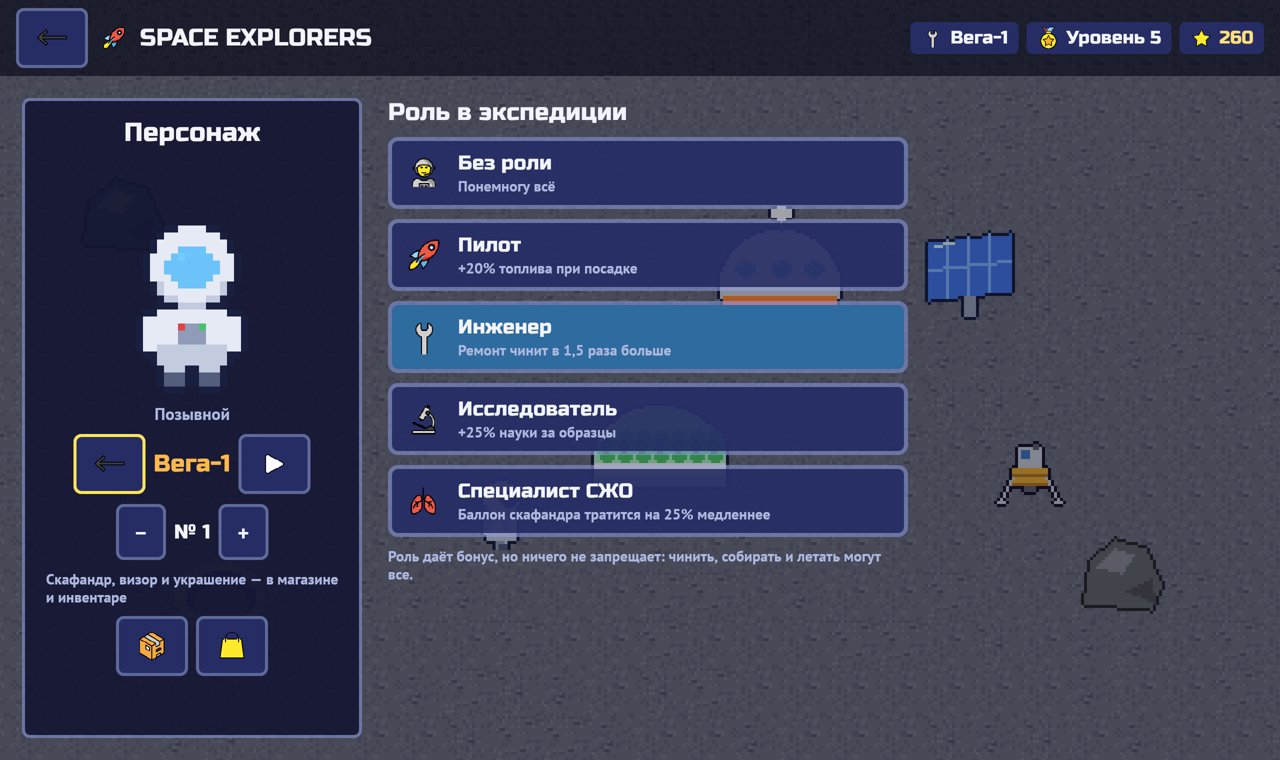 SPACE EXPLORERS
Вега-1
Уровень 5
260
Персонаж
Позывной
Вега-1
− № 1 +
Скафандр, визор и украшение — в магазине
и инвентаре
Роль в экспедиции
Без роли
Понемногу всё
Пилот
+20% топлива при посадке
Инженер
Ремонт чинит в 1,5 раза больше
Исследователь
+25% науки за образцы
Специалист СЖО
Баллон скафандра тратится на 25% медленнее
Роль даёт бонус, но ничего не запрещает: чинить, собирать и летать могут
все.